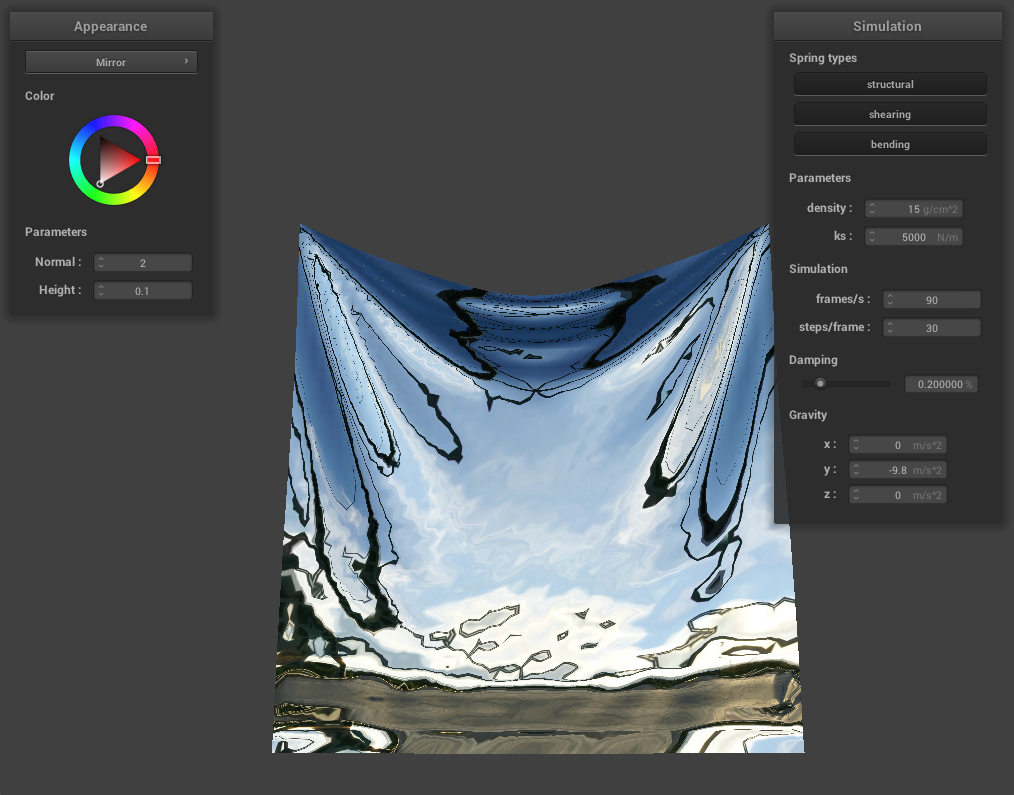 Appearance
Mirror
Color
Parameters
Normal : 2
Height : 0.1
Simulation
Spring types
structural
shearing
bending
Parameters
density : 15 g/cm^2
ks : 5000 N/m
Simulation
frames/s : 90
steps/frame : 30
Damping
0.200000 %
Gravity
x : 0 m/s^2
y : -9.8 m/s^2
z : 0 m/s^2